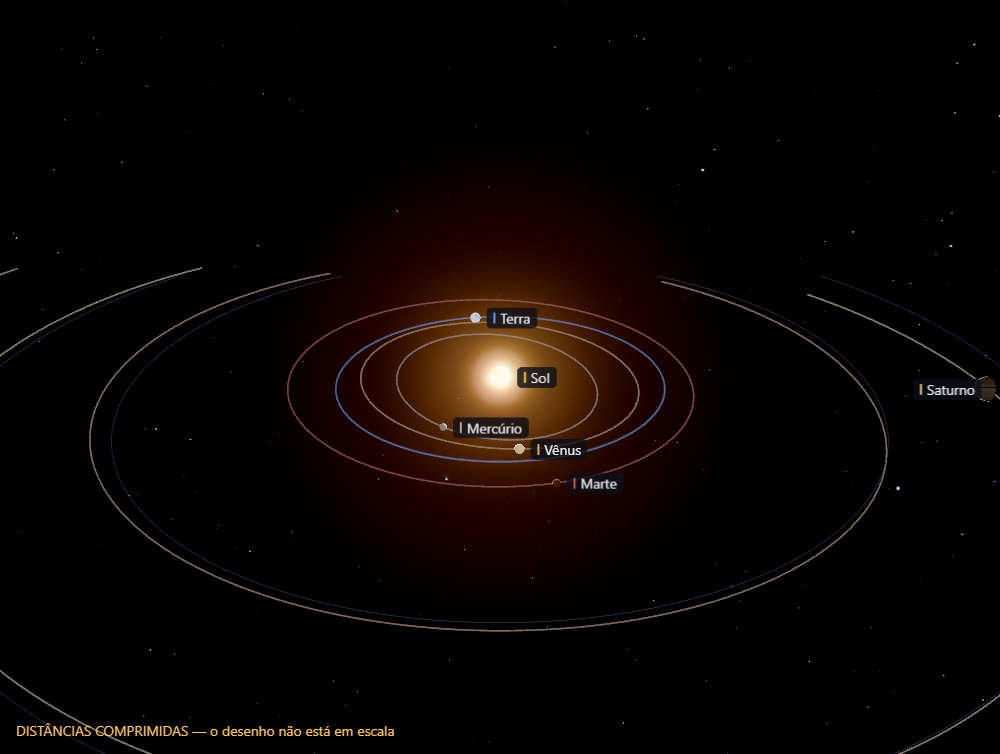 Terra
Sol
Saturno
Mercúrio
Vênus
Marte
DISTÂNCIAS COMPRIMIDAS — o desenho não está em escala